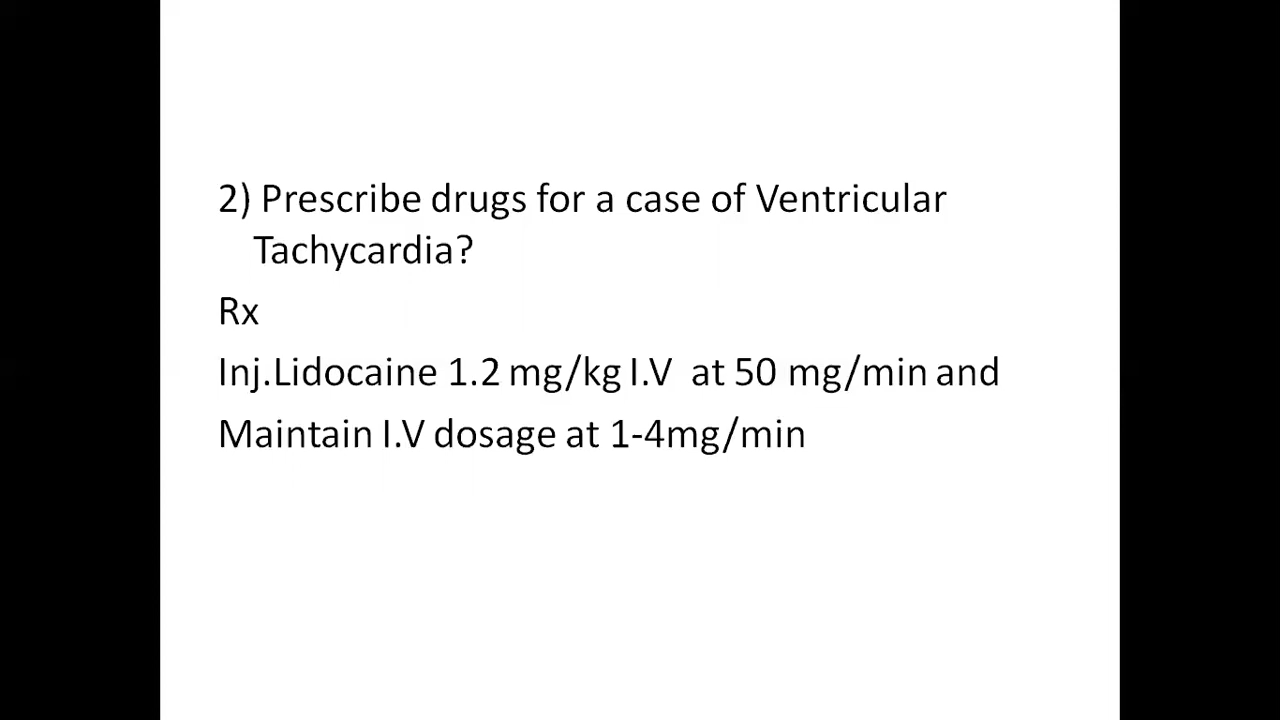 2) Prescribe drugs for a case of Ventricular
Tachycardia?
Rx
Inj.Lidocaine 1.2 mg/kg I.V  at 50 mg/min and
Maintain I.V dosage at 1-4mg/min